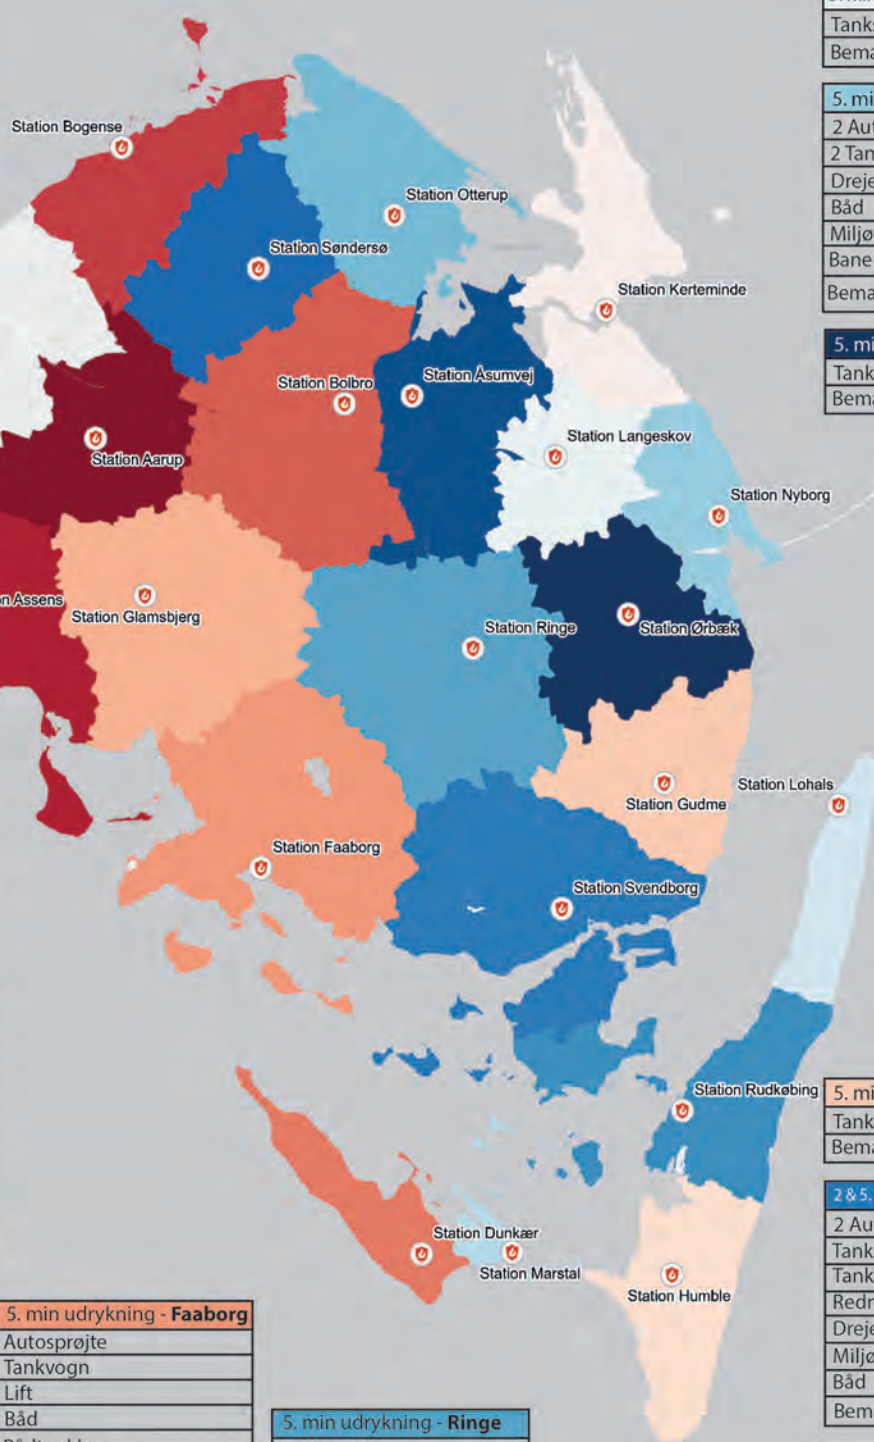 Tank
Bema
Station Bogense
5. mi
2 Aut
2 Tan
Dreje
Båd
Miljø
Bane
Bema
Station Otterup
Station Søndersø
Station Kerteminde
5. mi
Tank
Bema
Station Bolbro
Station Åsumvej
Station Langeskov
Station Aarup
Station Nyborg
n Assens
Station Glamsbjerg
Station Ringe
Station Ørbæk
Station Lohals
Station Gudme
Station Faaborg
Station Svendborg
Station Rudkøbing
5. mi
Tank
Bema
2 & 5.
2 Au
Tank
Tank
Redn
Dreje
Miljø
Båd
Bem
Station Dunkær
Station Marstal
Station Humble
5. min udrykning - Faaborg
Autosprøjte
Tankvogn
Lift
Båd
5. min udrykning - Ringe